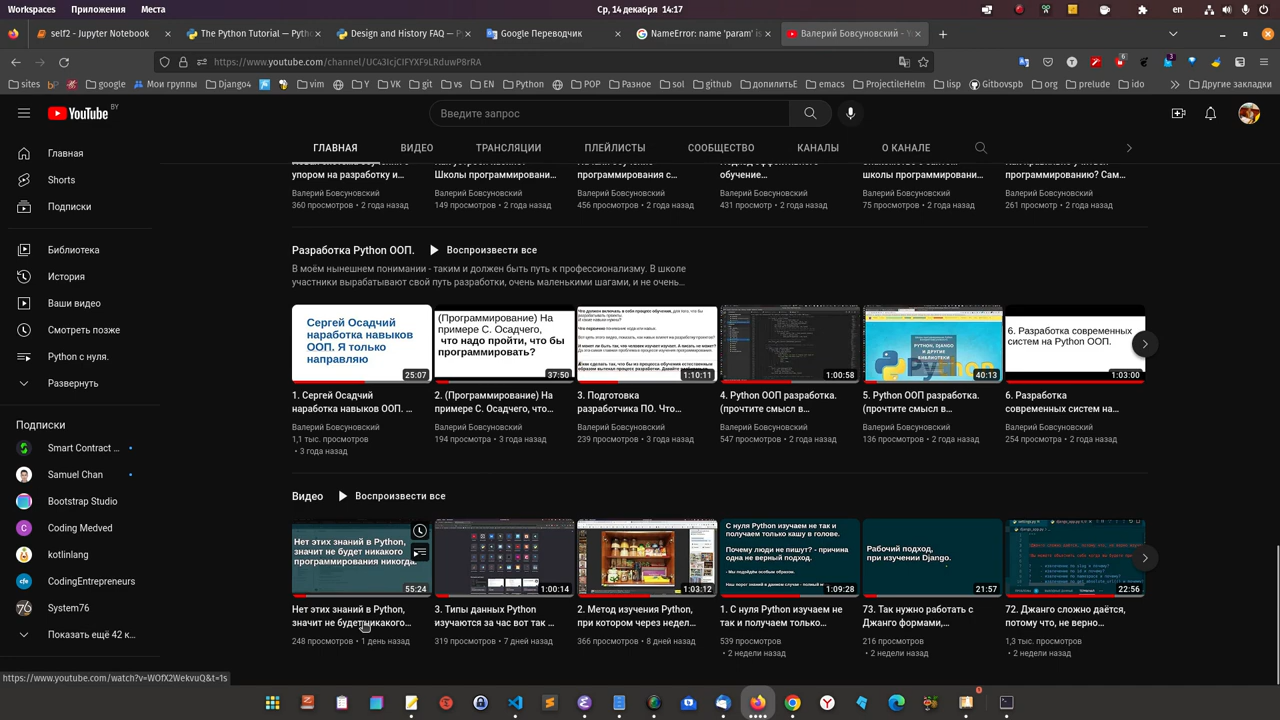 Workspaces Приложения Места Ср, 14 декабря 14:17 en
self2 - Jupyter Notebook
The Python Tutorial — Pyth
Design and History FAQ — P
Google Переводчик
NameError: name 'param' is
Валерий Бовсуновский - Y
https://www.youtube.com/channel/UC43IcjCIFYXF9LRduwP8rRA
sites bp google Мои группы Django4 vim Y VK git vs EN Python POP Разное sol github допилитьЕ emacs ProjectileHelm lisp Gitbovspb org prelude ido Другие закладки
YouTube BY
Введите запрос
ГЛАВНАЯ ВИДЕО ТРАНСЛЯЦИИ ПЛЕЙЛИСТЫ СООБЩЕСТВО КАНАЛЫ О КАНАЛЕ
Главная
Shorts
Подписки
Библиотека
История
Ваши видео
Смотреть позже
Python с нуля.
Развернуть
Подписки
Smart Contract ...
Samuel Chan
Bootstrap Studio
Coding Medved
kotlinlang
CodingEntrepreneurs
System76
Показать ещё 42 к...
упором на разработку и...
Валерий Бовсуновский
360 просмотров • 2 года назад
Школы программировани...
Валерий Бовсуновский
149 просмотров • 2 года назад
программирования с...
Валерий Бовсуновский
456 просмотров • 2 года назад
обучение...
Валерий Бовсуновский
431 просмотр • 2 года назад
школы программировани...
Валерий Бовсуновский
75 просмотров • 2 года назад
программированию? Сам...
Валерий Бовсуновский
261 просмотр • 2 года назад
Разработка Python ООП. Воспроизвести все
В моём нынешнем понимании - таким и должен быть путь к профессионализму. В школе
участники вырабатывают свой путь разработки, очень маленькими шагами, и не очень...
Сергей Осадчий
наработка навыков
ООП. Я только
направляю
25:07
1. Сергей Осадчий
наработка навыков ООП. ...
Валерий Бовсуновский
1,1 тыс. просмотров
• 3 года назад
(Программирование) На
примере С. Осадчего,
что надо пройти, что бы
программировать?
37:50
2. (Программирование) На
примере С. Осадчего, что...
Валерий Бовсуновский
194 просмотра • 3 года назад
1:10:11
3. Подготовка
разработчика ПО. Что...
Валерий Бовсуновский
239 просмотров • 3 года назад
1:00:58
4. Python ООП разработка.
(прочтите смысл в...
Валерий Бовсуновский
547 просмотров • 2 года назад
PYTHON, DJANGO
И ДРУГИЕ
БИБЛИОТЕКИ
40:13
5. Python ООП разработка.
(прочтите смысл в...
Валерий Бовсуновский
136 просмотров • 2 года назад
6. Разработка современных
систем на Python ООП.
1:03:00
6. Разработка
современных систем на...
Валерий Бовсуновский
254 просмотра • 2 года назад
Видео Воспроизвести все
Нет этих знаний в Python,
значит не будет никакого
55:24
Нет этих знаний в Python,
значит не будет никакого...
248 просмотров • 1 день назад
1:00:14
3. Типы данных Python
изучаются за час вот так ...
319 просмотров • 7 дней назад
1:03:12
2. Метод изучения Python,
при котором через недел...
366 просмотров • 8 дней назад
С нуля Python изучаем не так и
получаем только кашу в голове.
Почему люди не пишут? - причина
одна не верный подход.
- Мы подойдём особым образом.
1:09:28
1. С нуля Python изучаем не
так и получаем только...
539 просмотров
• 2 недели назад
Рабочий подход,
при изучении Django.
21:57
73. Так нужно работать с
Джанго формами,...
216 просмотров
• 2 недели назад
22:56
72. Джанго сложно даётся,
потому что, не верно...
1,3 тыс. просмотров
• 2 недели назад
https://www.youtube.com/watch?v=WOfX2WekvuQ&t=1s